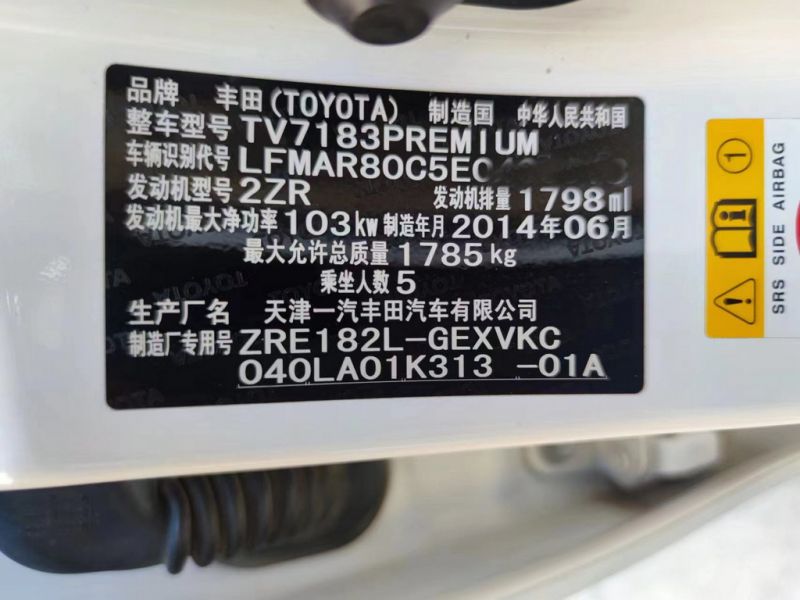 品牌 丰田(TOYOTA) 制造国 中华人民共和国
整车型号 TV7183PREMIUM
车辆识别代号 LFMAR80C5E
发动机型号 2ZR 发动机排量 1798ml
发动机最大净功率 103kw 制造年月 2014年06月
最大允许总质量 1785kg
乘坐人数 5
生产厂名 天津一汽丰田汽车有限公司
制造厂专用号 ZRE182L-GEXVKC
040LA01K313 -01A
SRS SIDE AIRBAG
1